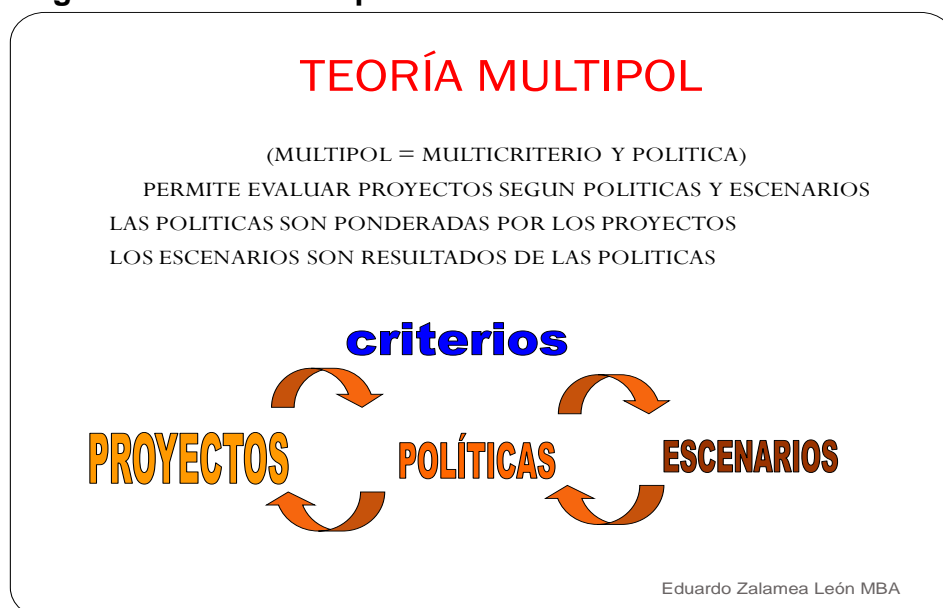 TEORÍA MULTIPOL
(MULTIPOL = MULTICRITERIO Y POLITICA)
PERMITE EVALUAR PROYECTOS SEGUN POLITICAS Y ESCENARIOS
LAS POLITICAS SON PONDERADAS POR LOS PROYECTOS
LOS ESCENARIOS SON RESULTADOS DE LAS POLITICAS
criterios
PROYECTOS POLÍTICAS ESCENARIOS
Eduardo Zalamea León MBA